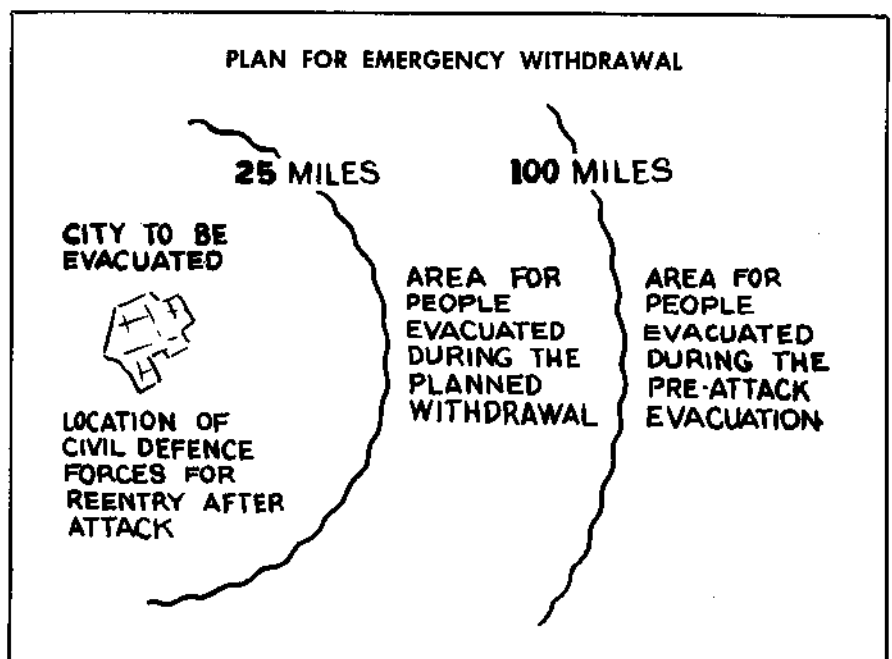 PLAN FOR EMERGENCY WITHDRAWAL
25 MILES
100 MILES
CITY TO BE
EVACUATED
LOCATION OF
CIVIL DEFENCE
FORCES FOR
REENTRY AFTER
ATTACK
AREA FOR
PEOPLE
EVACUATED
DURING THE
PLANNED
WITHDRAWAL
AREA FOR
PEOPLE
EVACUATED
DURING THE
PRE-ATTACK
EVACUATION